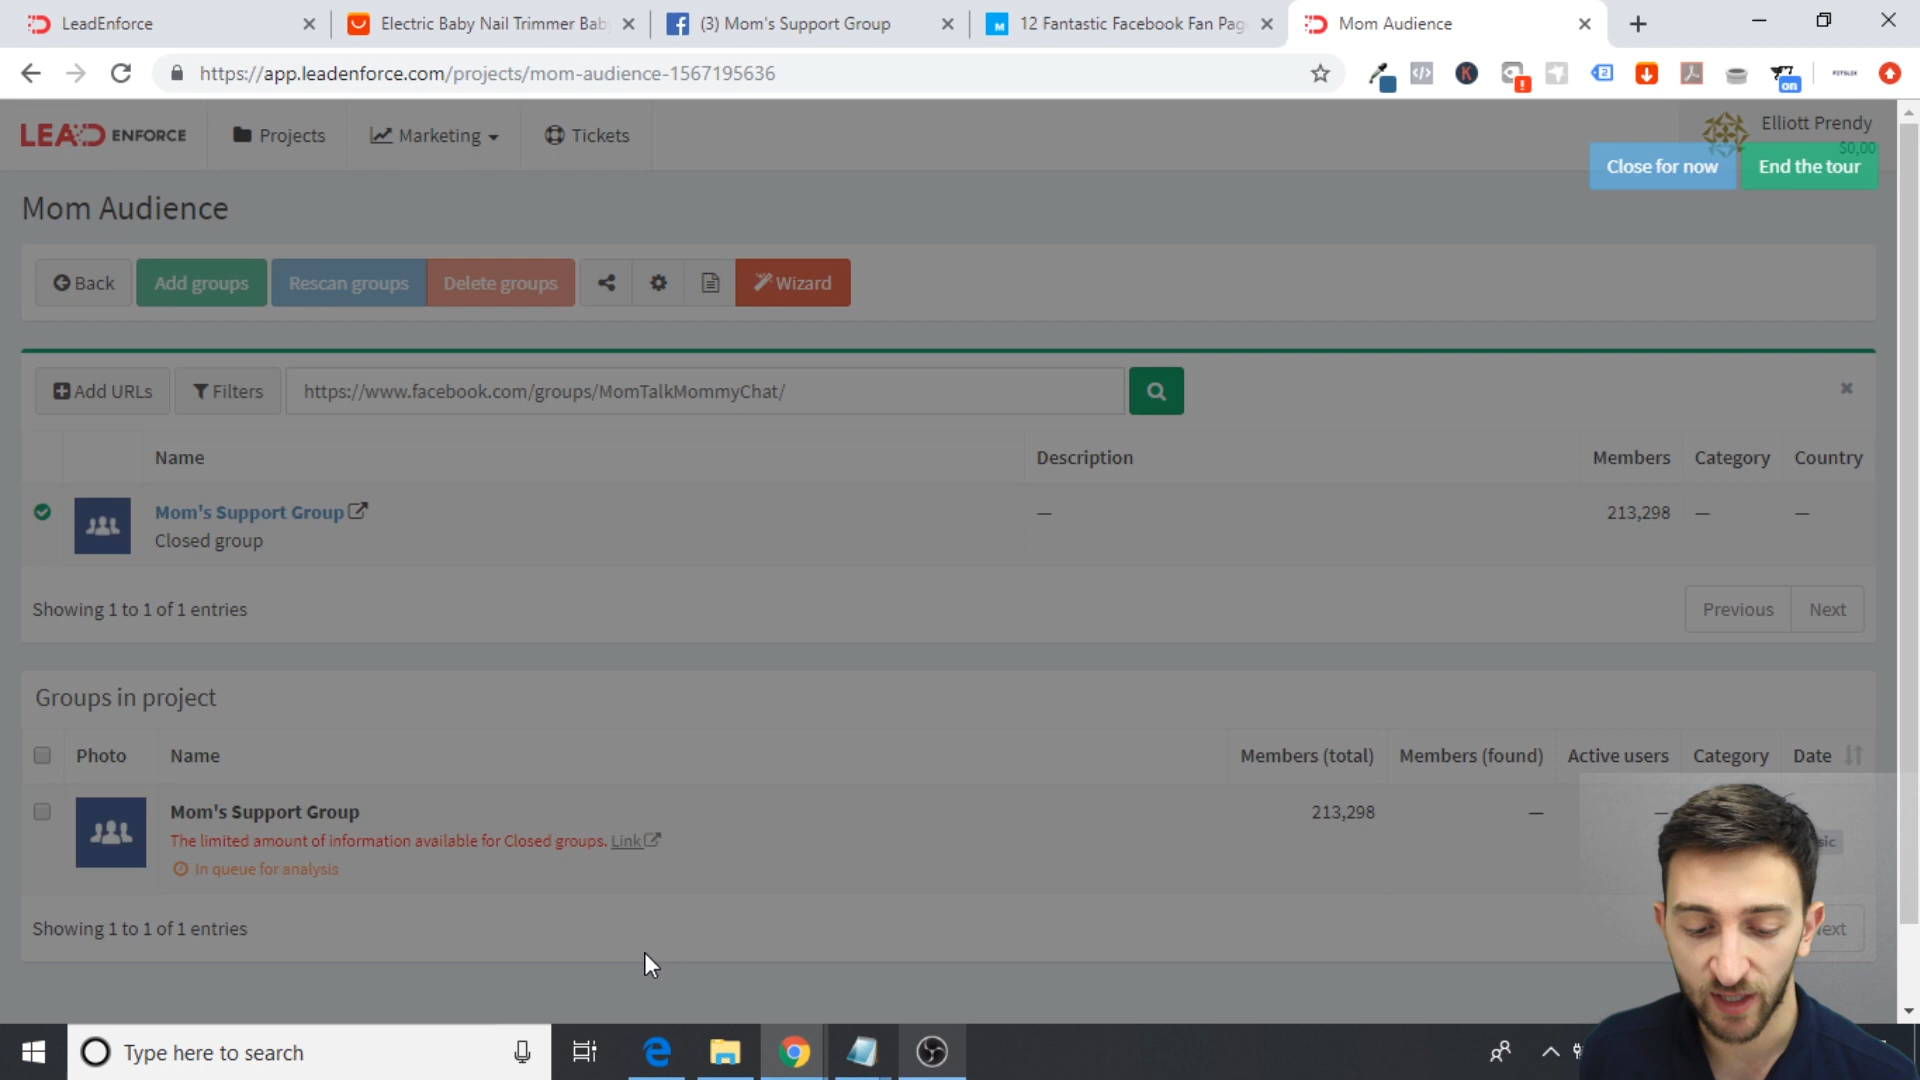 LeadEnforce
Electric Baby Nail Trimmer Bab
(3) Mom's Support Group
12 Fantastic Facebook Fan Pag
Mom Audience
https://app.leadenforce.com/projects/mom-audience-1567195636
on
LEAD ENFORCE
Projects
Marketing
Tickets
Elliott Prendy
$0,00
Close for now
End the tour
Mom Audience
Back
Add groups
Rescan groups
Delete groups
Wizard
Add URLs
Filters
https://www.facebook.com/groups/MomTalkMommyChat/
Name
Description
Members
Category
Country
Mom's Support Group
—
213,298
—
—
Closed group
Showing 1 to 1 of 1 entries
Previous
Next
Groups in project
Photo
Name
Members (total)
Members (found)
Active users
Category
Date
Mom's Support Group
213,298
—
—
The limited amount of information available for Closed groups. Link
In queue for analysis
Showing 1 to 1 of 1 entries
Type here to search